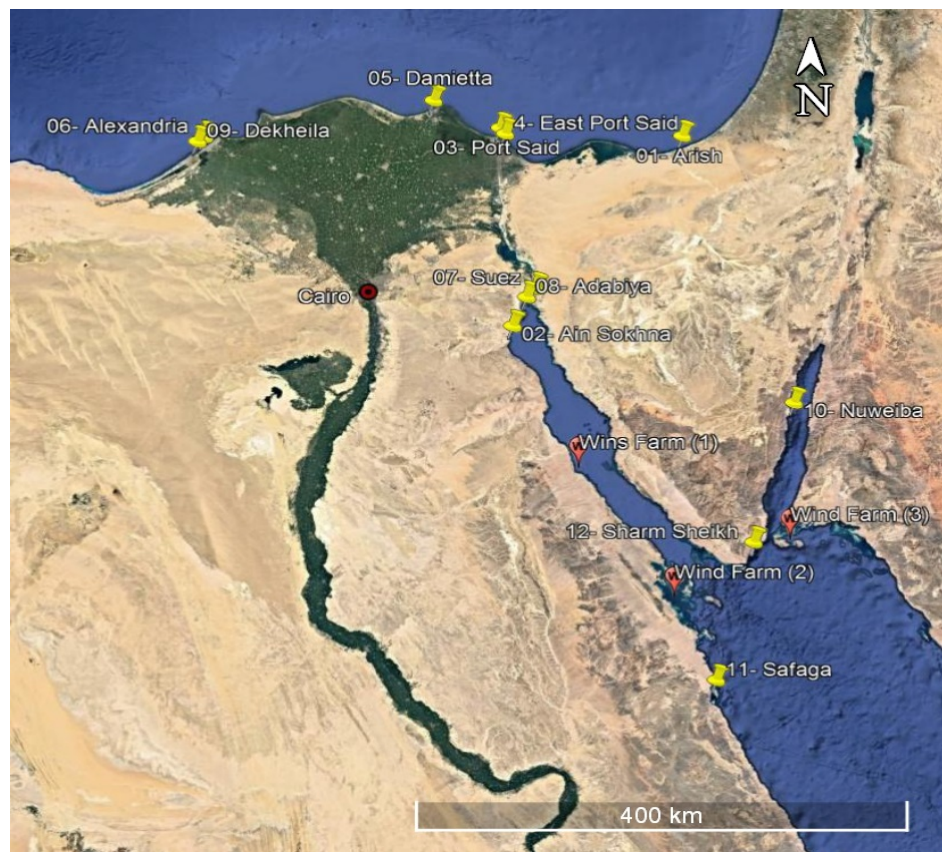 05- Damietta
N
06- Alexandria
09- Dekheila
4- East Port Said
03- Port Said
01- Arish
07- Suez
08- Adabiya
Cairo
02- Ain Sokhna
10- Nuweiba
Wins Farm (1)
Wind Farm (3)
12- Sharm Sheikh
Wind Farm (2)
11- Safaga
400 km